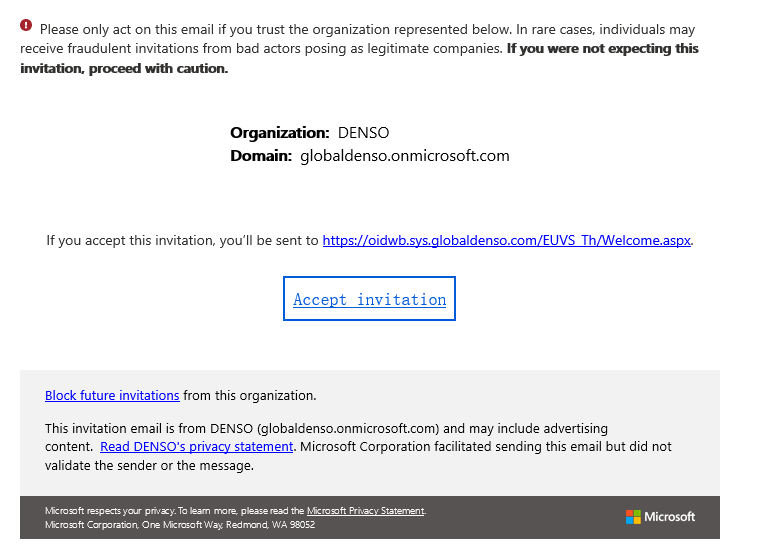 Please only act on this email if you trust the organization represented below. In rare cases, individuals may
receive fraudulent invitations from bad actors posing as legitimate companies. If you were not expecting this
invitation, proceed with caution.
Organization: DENSO
Domain: globaldenso.onmicrosoft.com
If you accept this invitation, you'll be sent to https://oidwb.sys.globaldenso.com/EUVS_Th/Welcome.aspx.
Accept invitation
Block future invitations from this organization.
This invitation email is from DENSO (globaldenso.onmicrosoft.com) and may include advertising
content. Read DENSO's privacy statement. Microsoft Corporation facilitated sending this email but did not
validate the sender or the message.
Microsoft respects your privacy. To learn more, please read the Microsoft Privacy Statement.
Microsoft Corporation, One Microsoft Way, Redmond, WA 98052
Microsoft